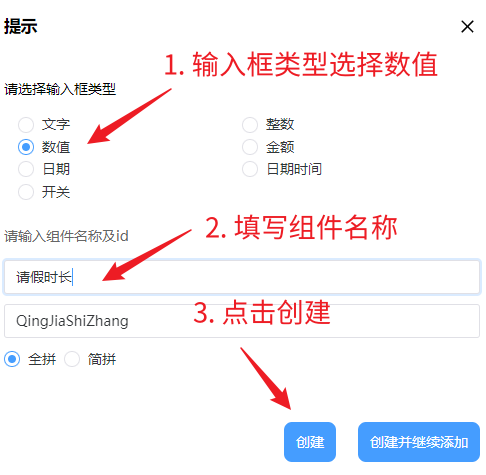 提示
1. 输入框类型选择数值
请选择输入框类型
文字
整数
数值
金额
日期
日期时间
开关
2. 填写组件名称
请输入组件名称及id
请假时长
3. 点击创建
QingJiaShiZhang
全拼 简拼
创建 创建并继续添加